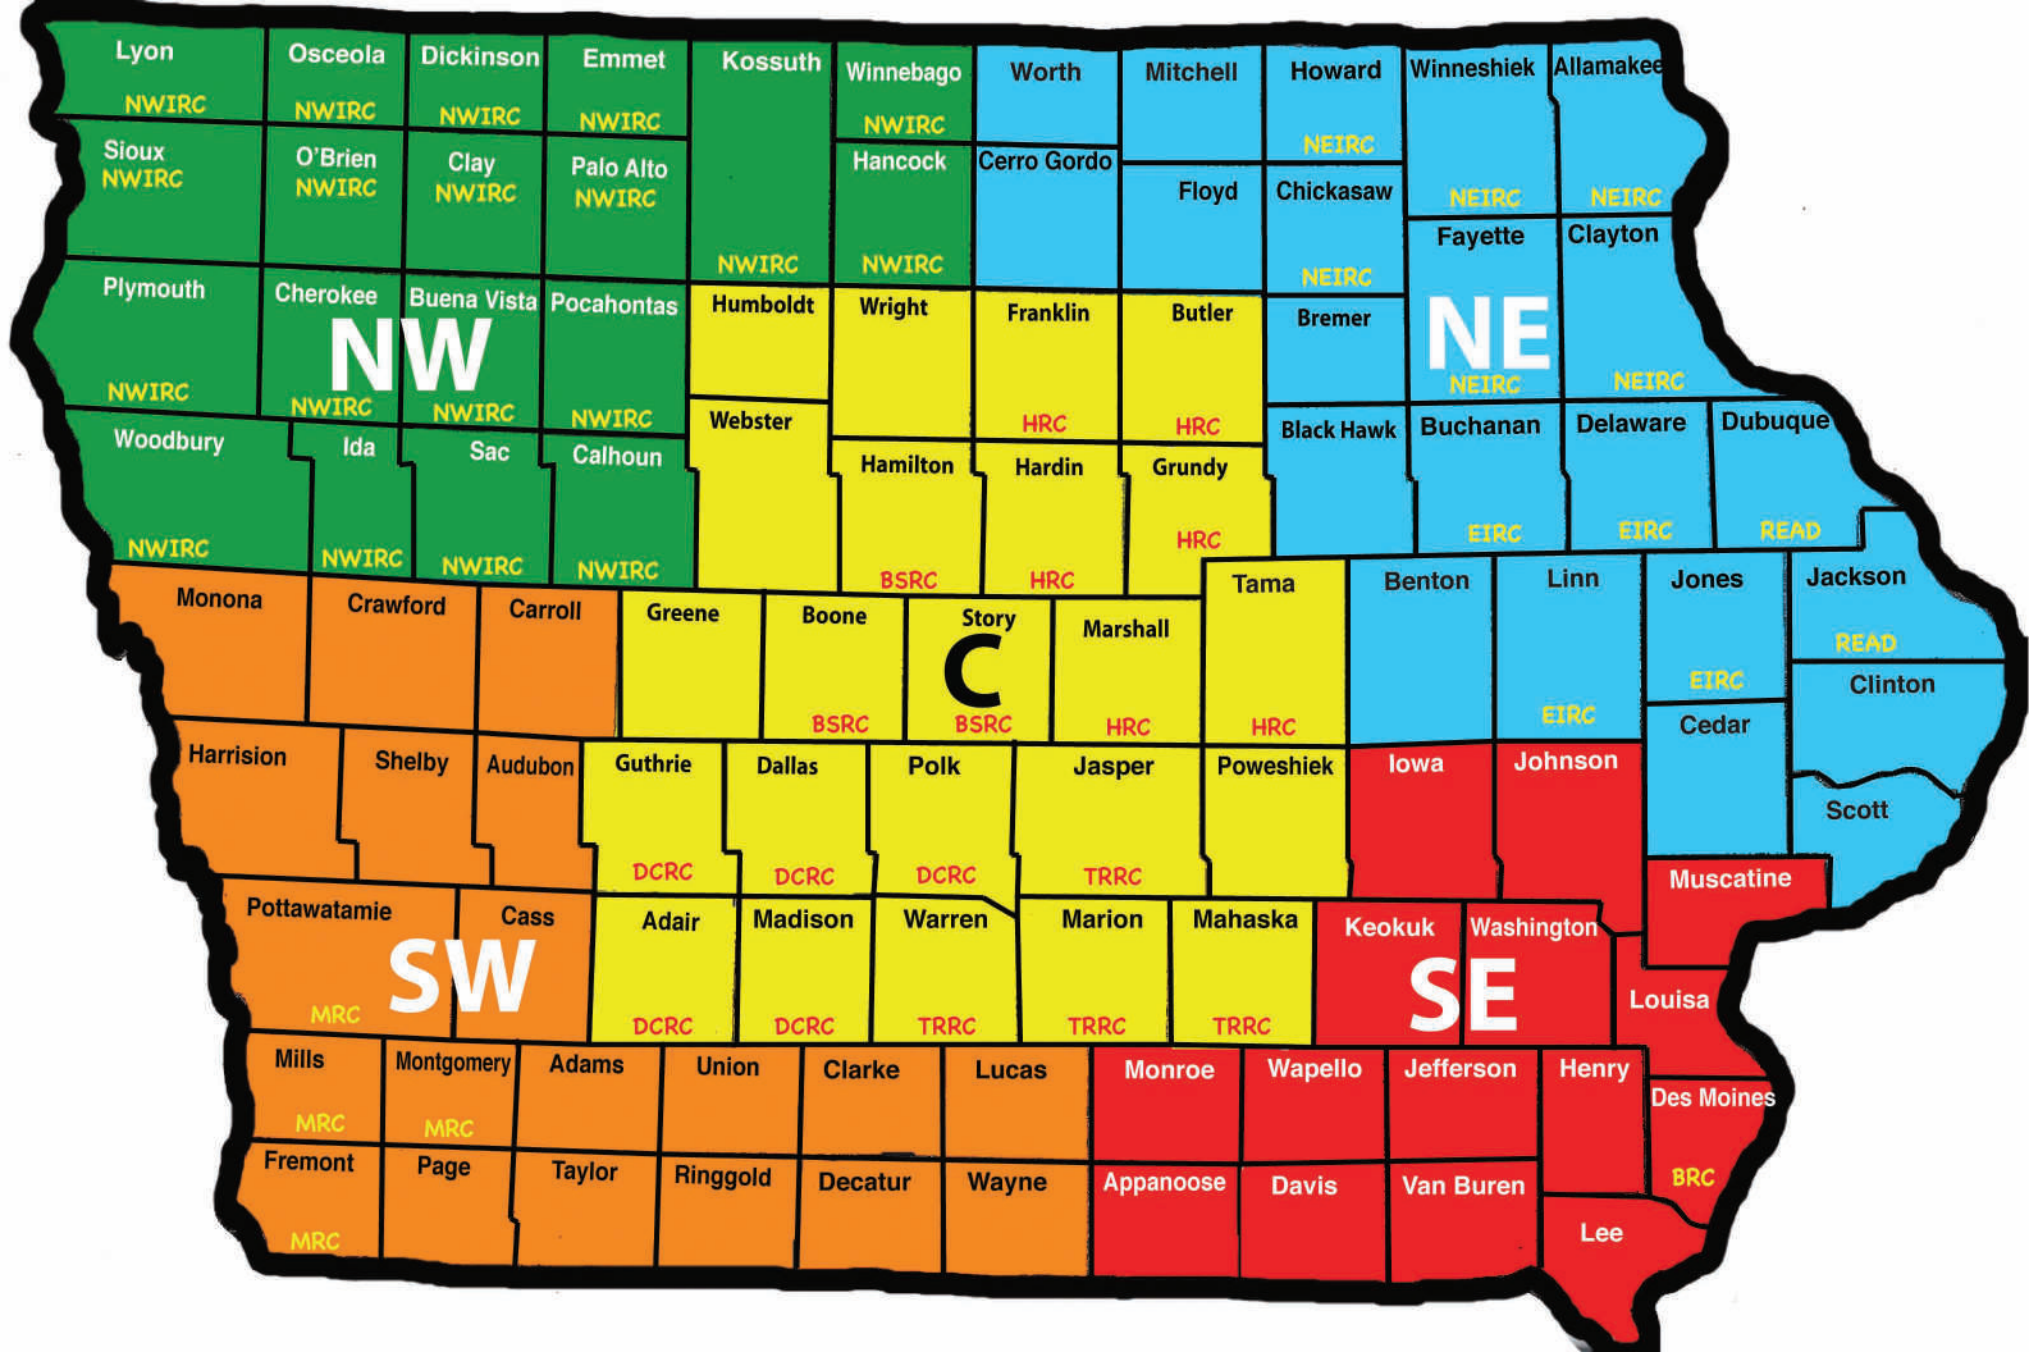 Lyon
NWIRC
Osceola
NWIRC
Dickinson
NWIRC
Emmet
NWIRC
Kossuth
NWIRC
Winnebago
NWIRC
Worth
Mitchell
Howard
NEIRC
Winneshiek
NEIRC
Allamakee
NEIRC
Sioux
NWIRC
O'Brien
NWIRC
Clay
NWIRC
Palo Alto
NWIRC
Hancock
NWIRC
Cerro Gordo
Floyd
Chickasaw
NEIRC
Fayette
NEIRC
Clayton
NEIRC
NE
Plymouth
NWIRC
Cherokee
NWIRC
Buena Vista
NWIRC
Pocahontas
NWIRC
NW
Humboldt
Wright
Franklin
HRC
Butler
HRC
Bremer
Woodbury
NWIRC
Ida
NWIRC
Sac
NWIRC
Calhoun
NWIRC
Webster
Hamilton
BSRC
Hardin
HRC
Grundy
HRC
Black Hawk
Buchanan
EIRC
Delaware
EIRC
Dubuque
READ
Monona
Crawford
Carroll
Greene
Boone
BSRC
Story
BSRC
C
Marshall
HRC
Tama
HRC
Benton
Linn
EIRC
Jones
EIRC
Jackson
READ
Clinton
Cedar
Scott
Harrision
Shelby
Audubon
Guthrie
DCRC
Dallas
DCRC
Polk
DCRC
Jasper
TRRC
Poweshiek
Iowa
Johnson
Muscatine
Pottawatamie
MRC
Cass
SW
Adair
DCRC
Madison
DCRC
Warren
TRRC
Marion
TRRC
Mahaska
TRRC
Keokuk
Washington
SE
Louisa
Mills
MRC
Montgomery
MRC
Adams
Union
Clarke
Lucas
Monroe
Wapello
Jefferson
Henry
Des Moines
BRC
Fremont
MRC
Page
Taylor
Ringgold
Decatur
Wayne
Appanoose
Davis
Van Buren
Lee